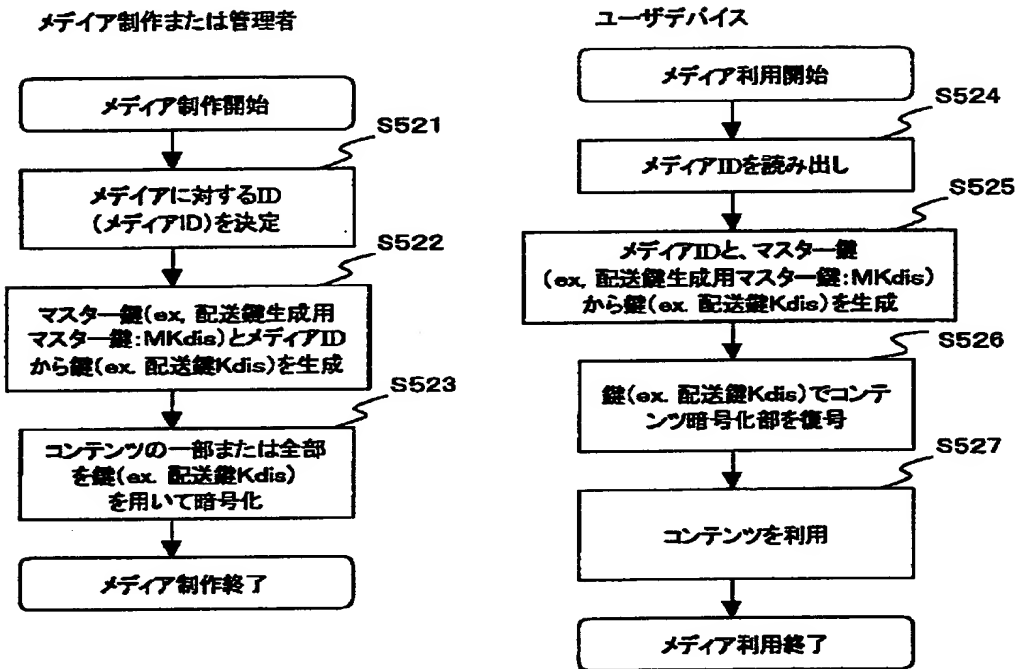 メデイア制作または管理者
メディア制作開始
S521
メデイアに対するID
(メディアID)を決定
S522
マスター鍵(ex, 配送鍵生成用
マスター鍵:MKdis)とメディアID
から鍵(ex. 配送鍵Kdis)を生成
S523
コンテンツの一部または全部
を鍵(ex. 配送鍵Kdis)
を用いて暗号化
メディア制作終了
ユーザデバイス
メディア利用開始
S524
メディアIDを読み出し
S525
メディアIDと、マスター鍵
(ex, 配送鍵生成用マスター鍵:MKdis)
から鍵(ex. 配送鍵Kdis)を生成
S526
鍵(ex. 配送鍵Kdis)でコンテ
ンツ暗号化部を復号
S527
コンテンツを利用
メディア利用終了